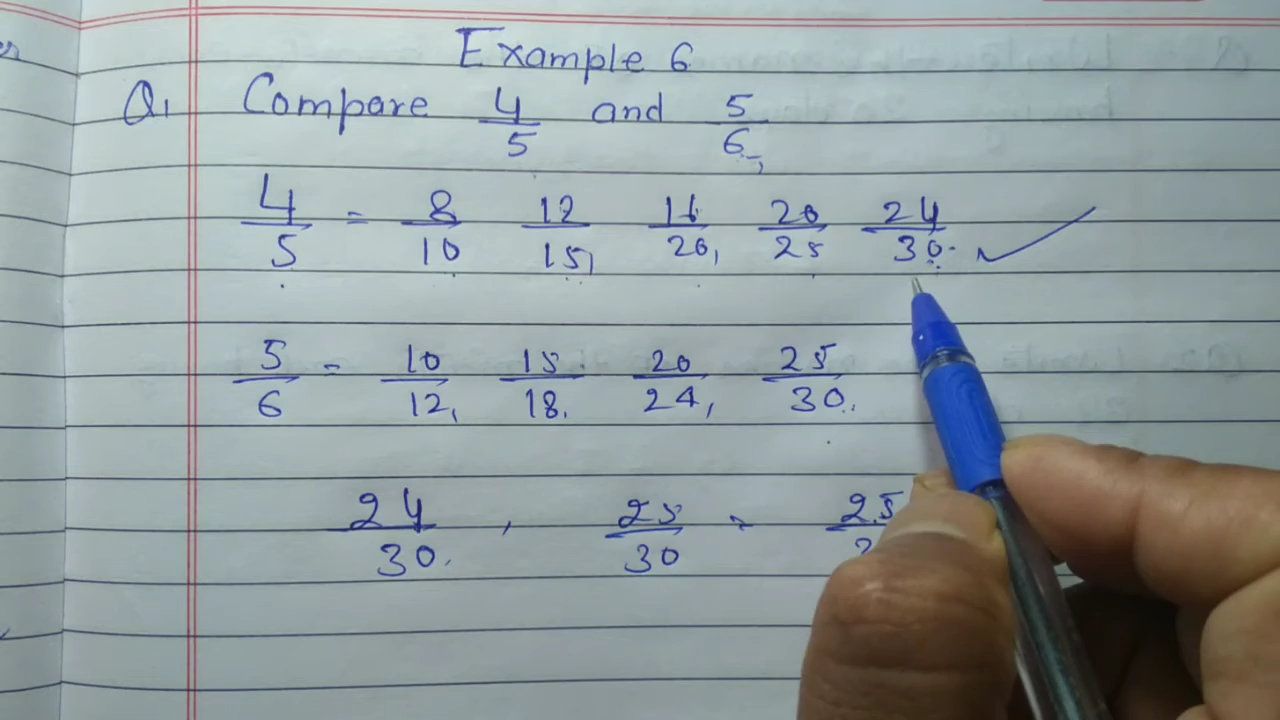 Example 6
Q1 Compare 4/5 and 5/6,
4/5 = 8/10 12/15, 16/20, 20/25 24/30. ✓
5/6 = 10/12, 15/18. 20/24, 25/30.
24/30. , 25/30 = 25